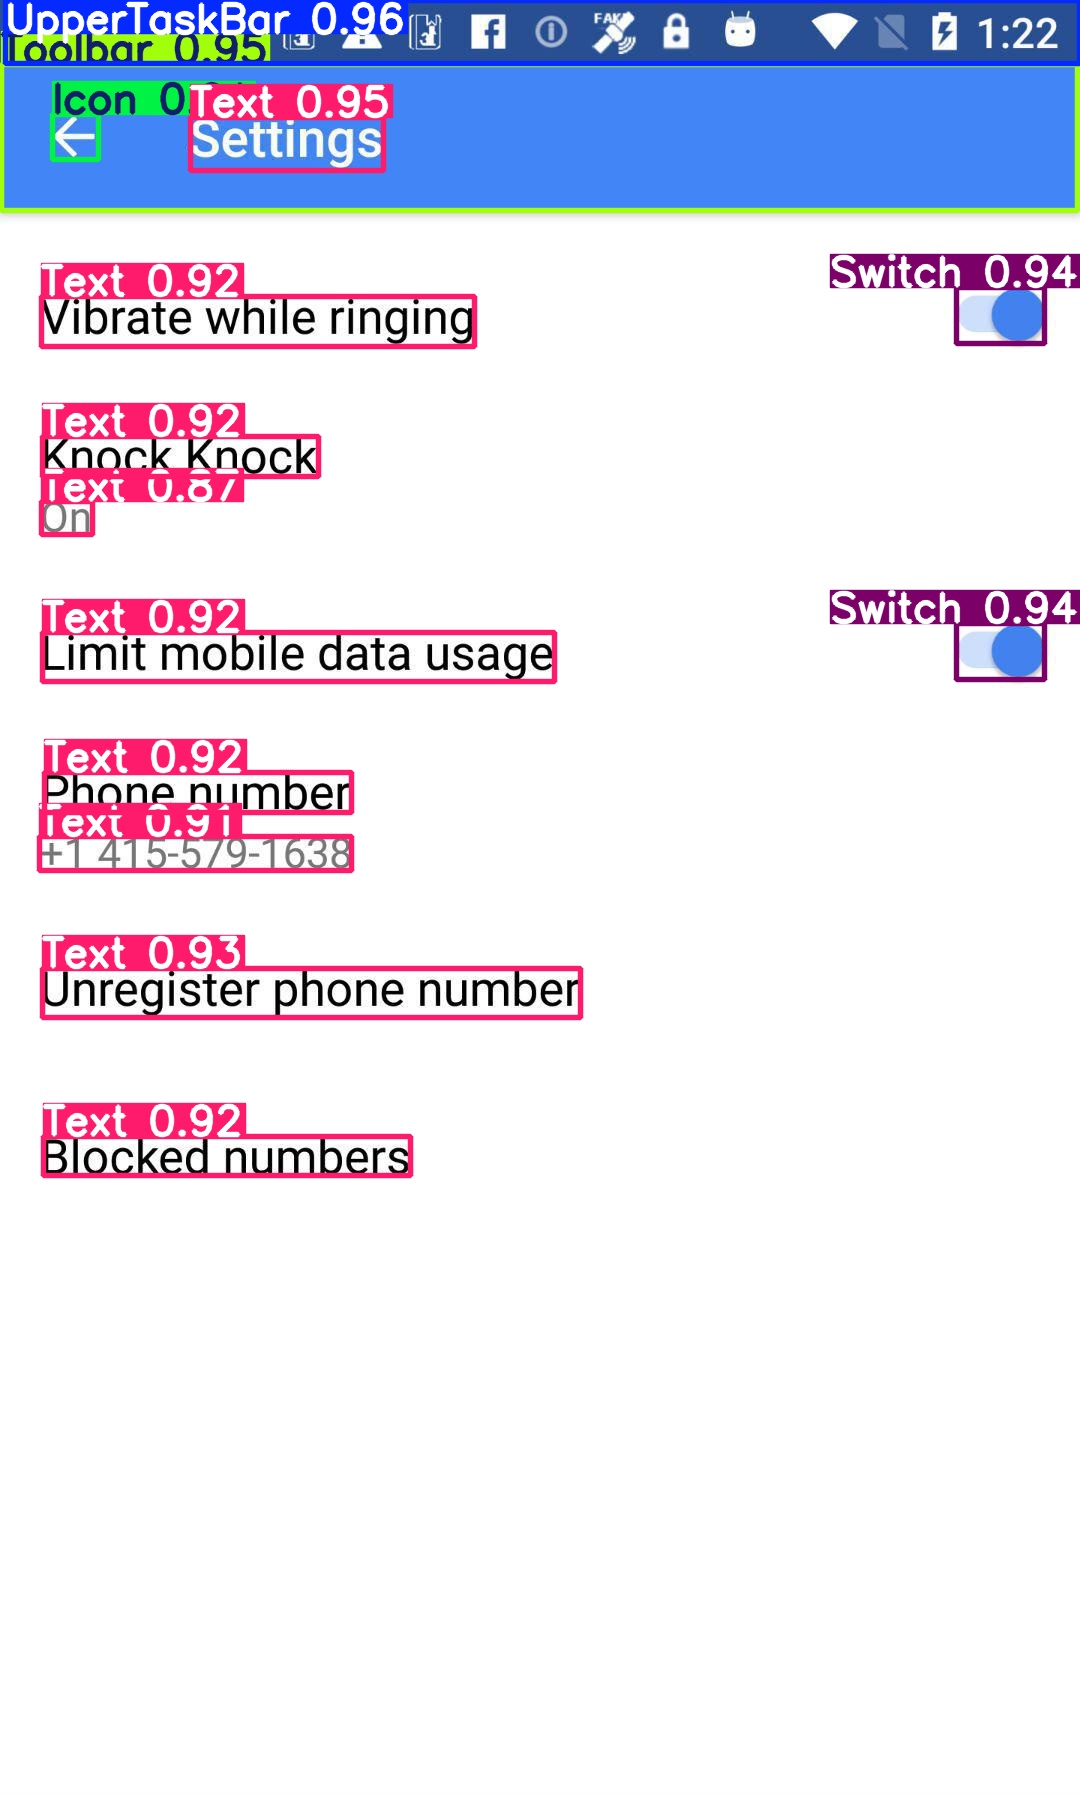 UpperTaskBar 0.96
FAK
1:22
Toolbar 0.95
Icon 0.
Text 0.95
Settings
Text 0.92
Vibrate while ringing
Switch 0.94
Text 0.92
Knock Knock
Text 0.87
On
Text 0.92
Limit mobile data usage
Switch 0.94
Text 0.92
Phone number
Text 0.91
+1 415-579-1638
Text 0.93
Unregister phone number
Text 0.92
Blocked numbers